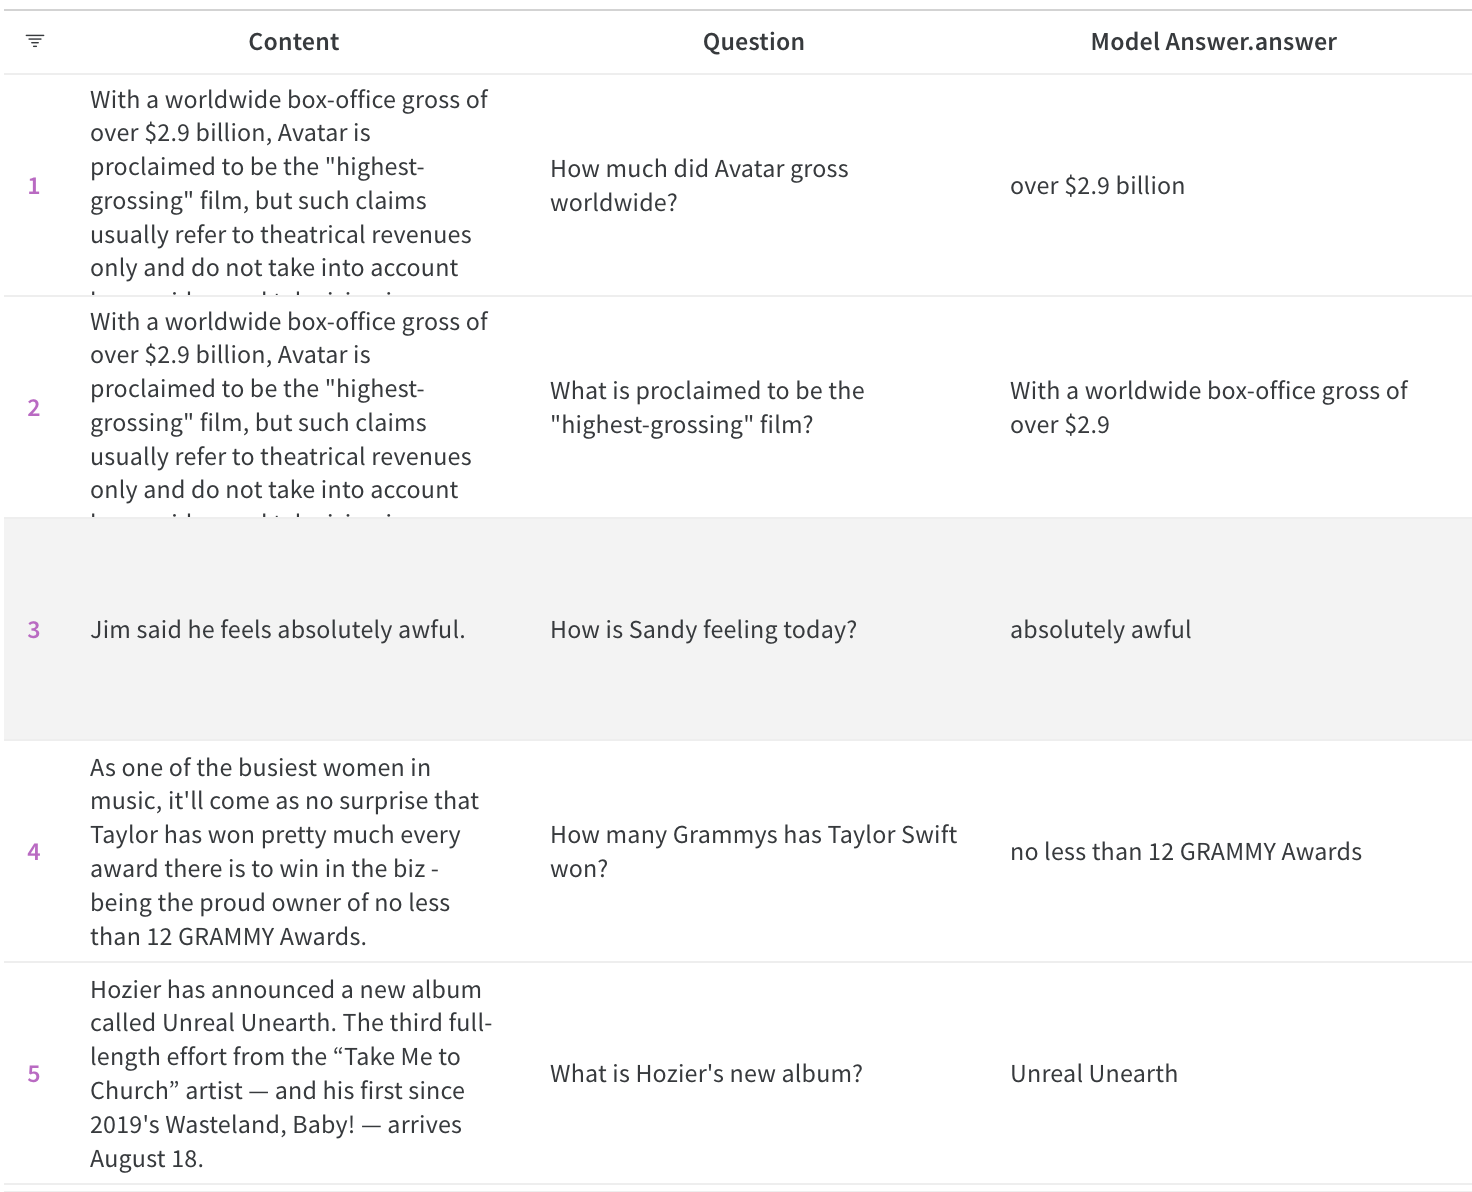 Content Question Model Answer.answer
1
With a worldwide box-office gross of
over $2.9 billion, Avatar is
proclaimed to be the "highest-
grossing" film, but such claims
usually refer to theatrical revenues
only and do not take into account
How much did Avatar gross
worldwide?
over $2.9 billion
2
With a worldwide box-office gross of
over $2.9 billion, Avatar is
proclaimed to be the "highest-
grossing" film, but such claims
usually refer to theatrical revenues
only and do not take into account
What is proclaimed to be the
"highest-grossing" film?
With a worldwide box-office gross of
over $2.9
3
Jim said he feels absolutely awful.
How is Sandy feeling today?
absolutely awful
4
As one of the busiest women in
music, it'll come as no surprise that
Taylor has won pretty much every
award there is to win in the biz -
being the proud owner of no less
than 12 GRAMMY Awards.
How many Grammys has Taylor Swift
won?
no less than 12 GRAMMY Awards
5
Hozier has announced a new album
called Unreal Unearth. The third full-
length effort from the “Take Me to
Church” artist — and his first since
2019's Wasteland, Baby! — arrives
August 18.
What is Hozier's new album?
Unreal Unearth